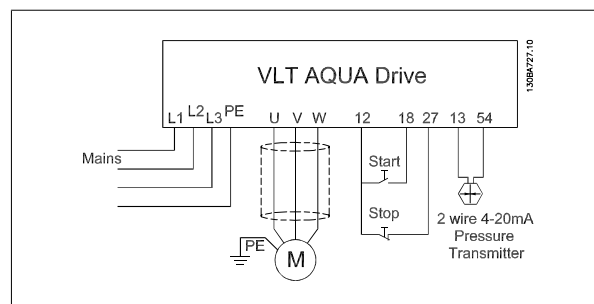 VLT AQUA Drive
130BA727.10
L1 L2 L3 PE U V W 12 18 27 13 54
Mains
Start
Stop
PE
M
2 wire 4-20mA
Pressure
Transmitter